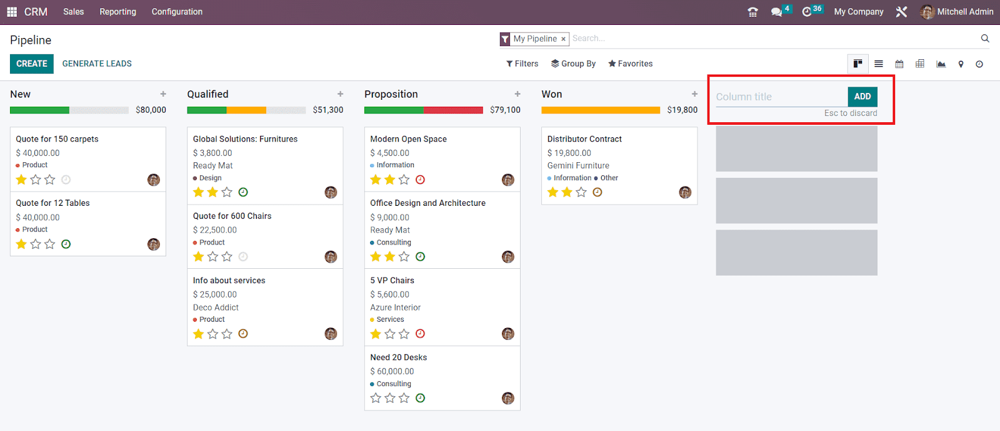 CRM Sales Reporting Configuration 4 36 My Company Mitchell Admin
Pipeline
My Pipeline × Search...
CREATE GENERATE LEADS
Filters Group By Favorites
New +
$80,000
Quote for 150 carpets
$ 40,000.00
Product
Quote for 12 Tables
$ 40,000.00
Product
Qualified +
$51,300
Global Solutions: Furnitures
$ 3,800.00
Ready Mat
Design
Quote for 600 Chairs
$ 22,500.00
Product
Info about services
$ 25,000.00
Deco Addict
Product
Proposition +
$79,100
Modern Open Space
$ 4,500.00
Information
Office Design and Architecture
$ 9,000.00
Ready Mat
Consulting
5 VP Chairs
$ 5,600.00
Azure Interior
Services
Need 20 Desks
$ 60,000.00
Consulting
Won +
$19,800
Distributor Contract
$ 19,800.00
Gemini Furniture
Information Other
Column title ADD
Esc to discard